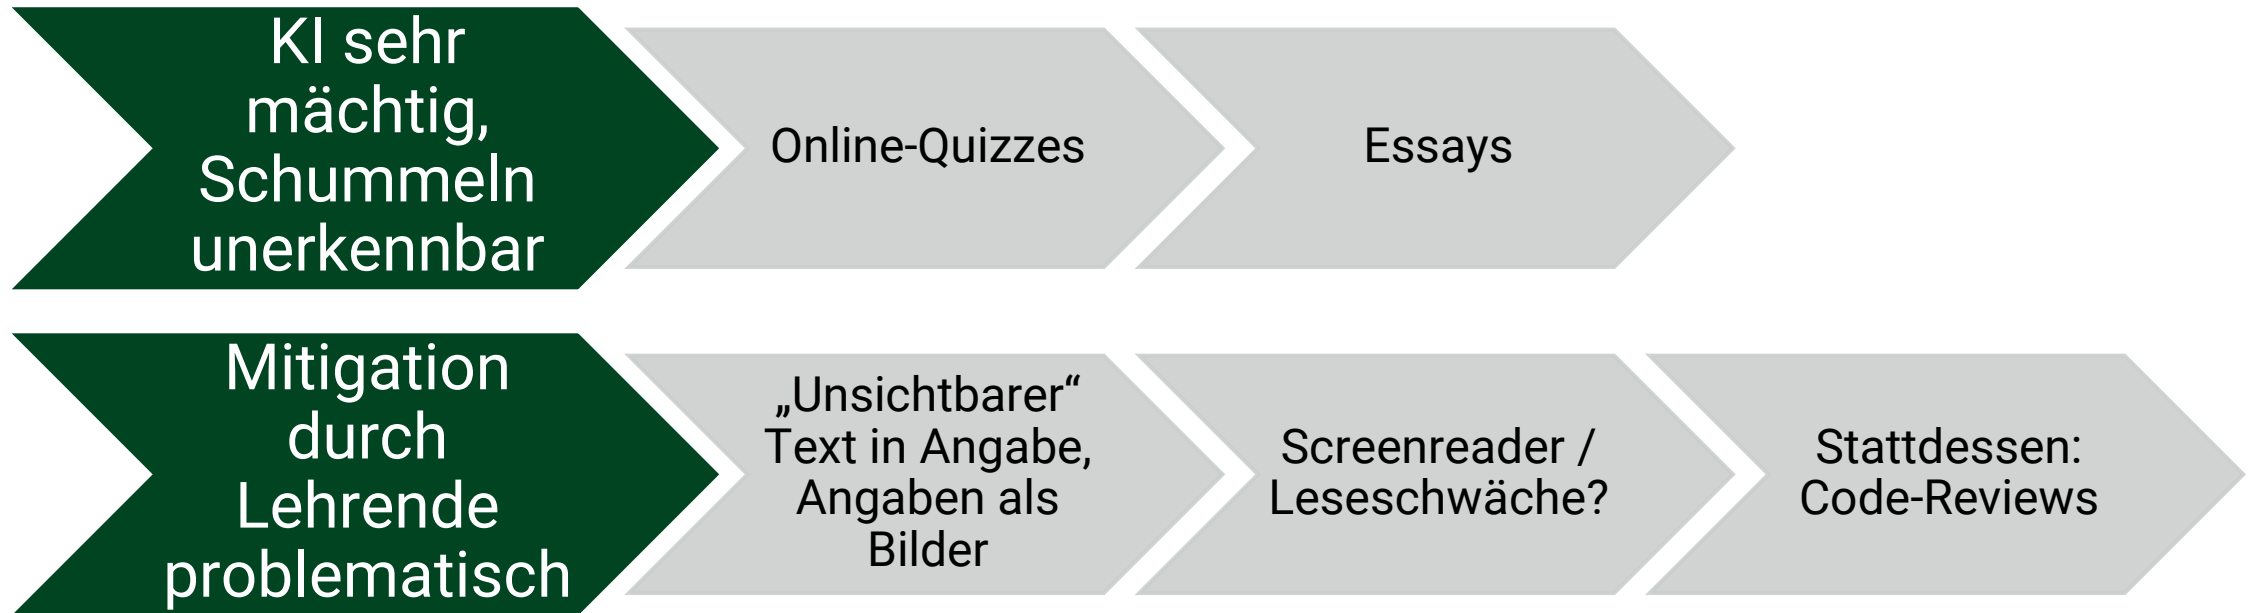 KI sehr
mächtig,
Schummeln
unerkennbar
Online-Quizzes
Essays
Mitigation
durch
Lehrende
problematisch
„Unsichtbarer“
Text in Angabe,
Angaben als
Bilder
Screenreader /
Leseschwäche?
Stattdessen:
Code-Reviews